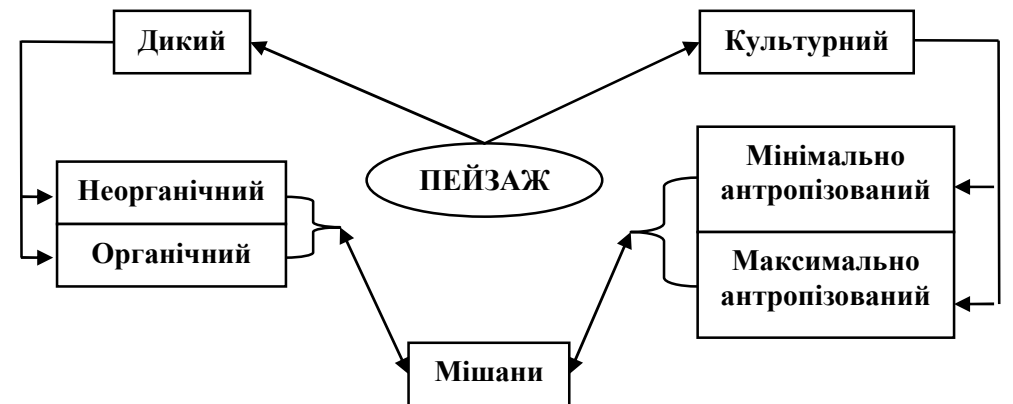 Дикий
Культурний
ПЕЙЗАЖ
Неорганічний
Органічний
Мінімально
антропізований
Максимально
антропізований
Мішани